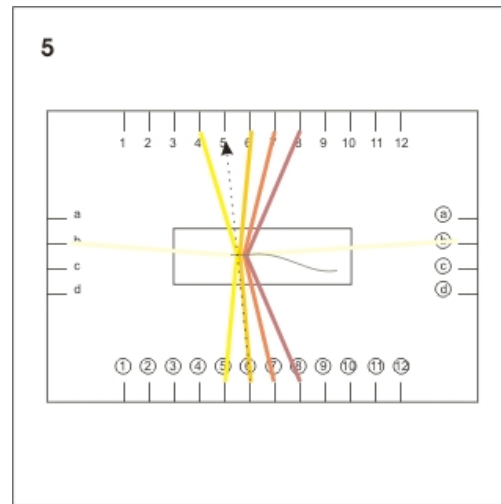 5
1 2 3 4 5 6 7 8 9 10 11 12
a ⓐ
b ⓑ
c ⓒ
d ⓓ
① ② ③ ④ ⑤ ⑥ ⑦ ⑧ ⑨ ⑩ ⑪ ⑫